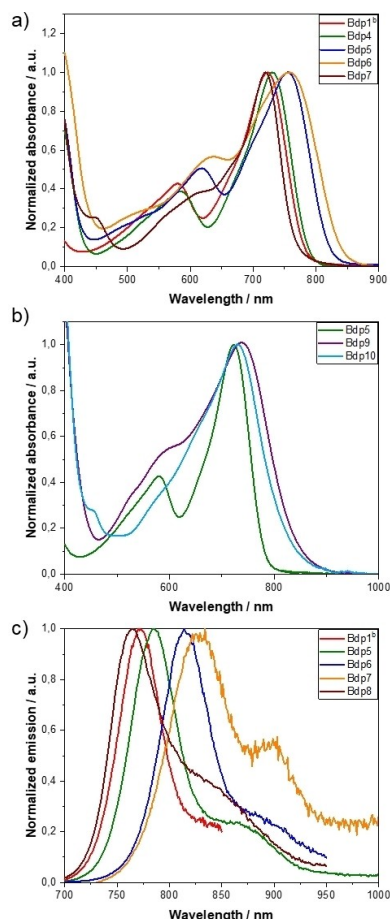 a)
Normalized absorbance / a.u.
1,0
0,8
0,6
0,4
0,2
0,0
Bdp1ᵇ
Bdp4
Bdp5
Bdp6
Bdp7
400 500 600 700 800 900
Wavelength / nm
b)
Normalized absorbance / a.u.
1,0
0,8
0,6
0,4
0,2
0,0
Bdp5
Bdp9
Bdp10
400 600 800 1000
Wavelength / nm
c)
Normalized emission / a.u.
1,0
0,8
0,6
0,4
0,2
0,0
Bdp1ᵇ
Bdp5
Bdp6
Bdp7
Bdp8
700 750 800 850 900 950 1000
Wavelength / nm